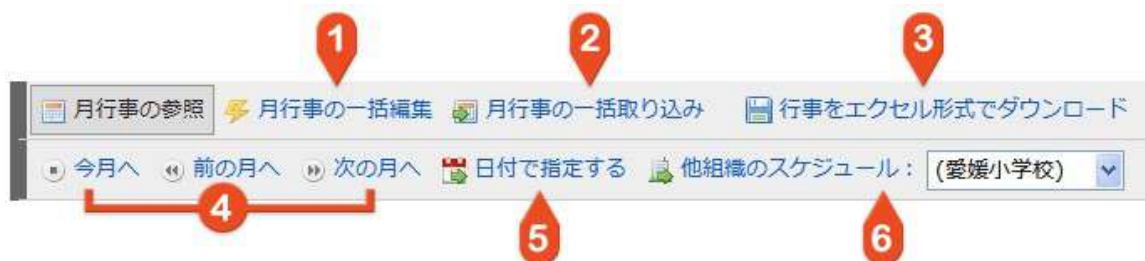 1 2 3
月行事の参照 月行事の一括編集 月行事の一括取り込み 行事をエクセル形式でダウンロード
今月へ 前の月へ 次の月へ 日付で指定する 他組織のスケジュール: (愛媛小学校)
4 5 6